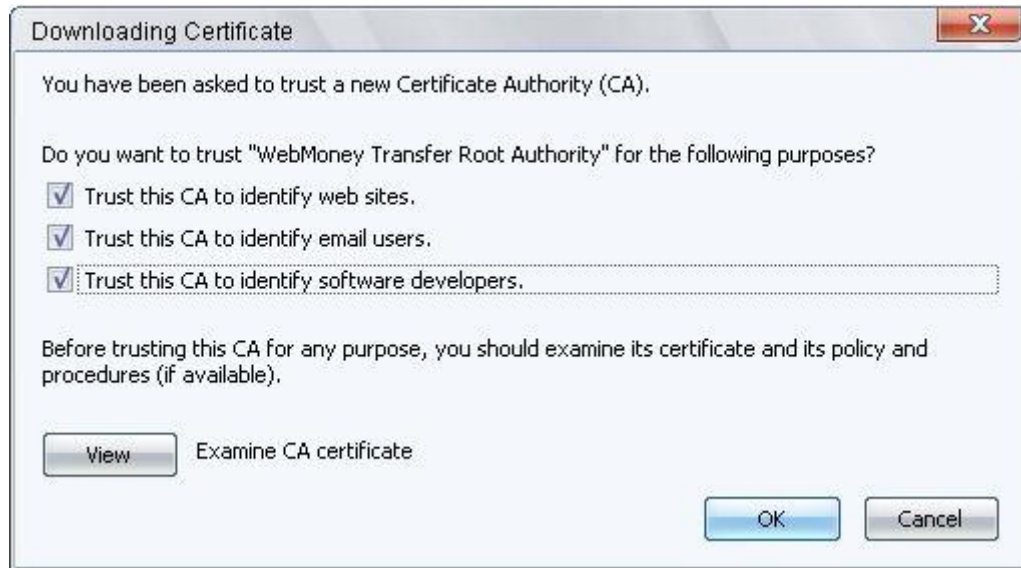 Downloading Certificate
You have been asked to trust a new Certificate Authority (CA).
Do you want to trust "WebMoney Transfer Root Authority" for the following purposes?
Trust this CA to identify web sites.
Trust this CA to identify email users.
Trust this CA to identify software developers.
Before trusting this CA for any purpose, you should examine its certificate and its policy and
procedures (if available).
View Examine CA certificate
OK Cancel